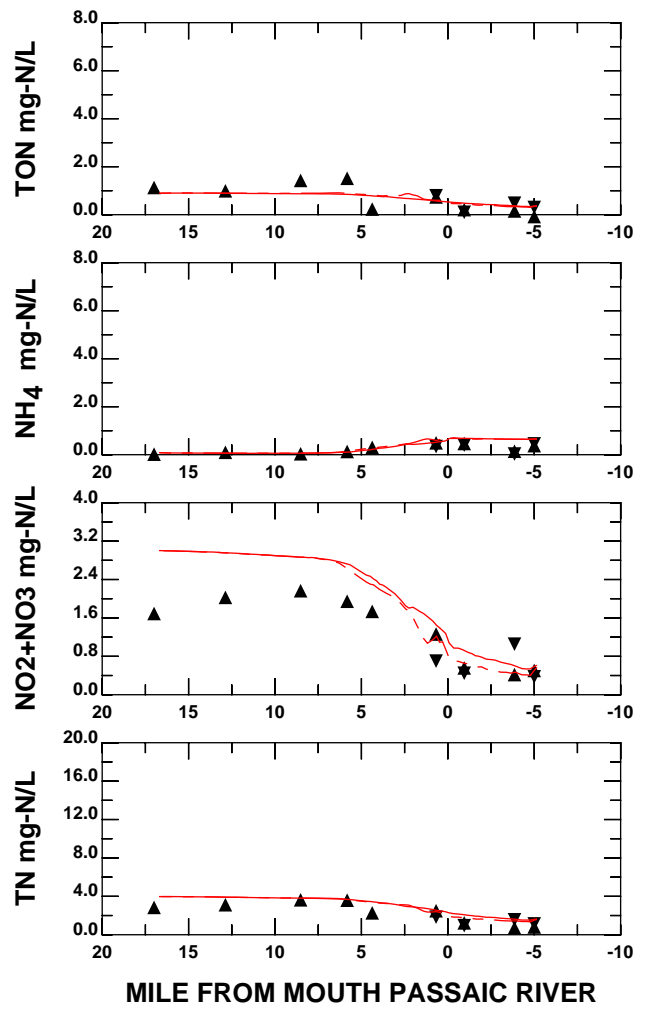 8.0
6.0
4.0
2.0
0.0
TON mg-N/L
20 15 10 5 0 -5 -10
8.0
6.0
4.0
2.0
0.0
NH4 mg-N/L
20 15 10 5 0 -5 -10
4.0
3.2
2.4
1.6
0.8
0.0
NO2+NO3 mg-N/L
20 15 10 5 0 -5 -10
20.0
16.0
12.0
8.0
4.0
0.0
TN mg-N/L
20 15 10 5 0 -5 -10
MILE FROM MOUTH PASSAIC RIVER